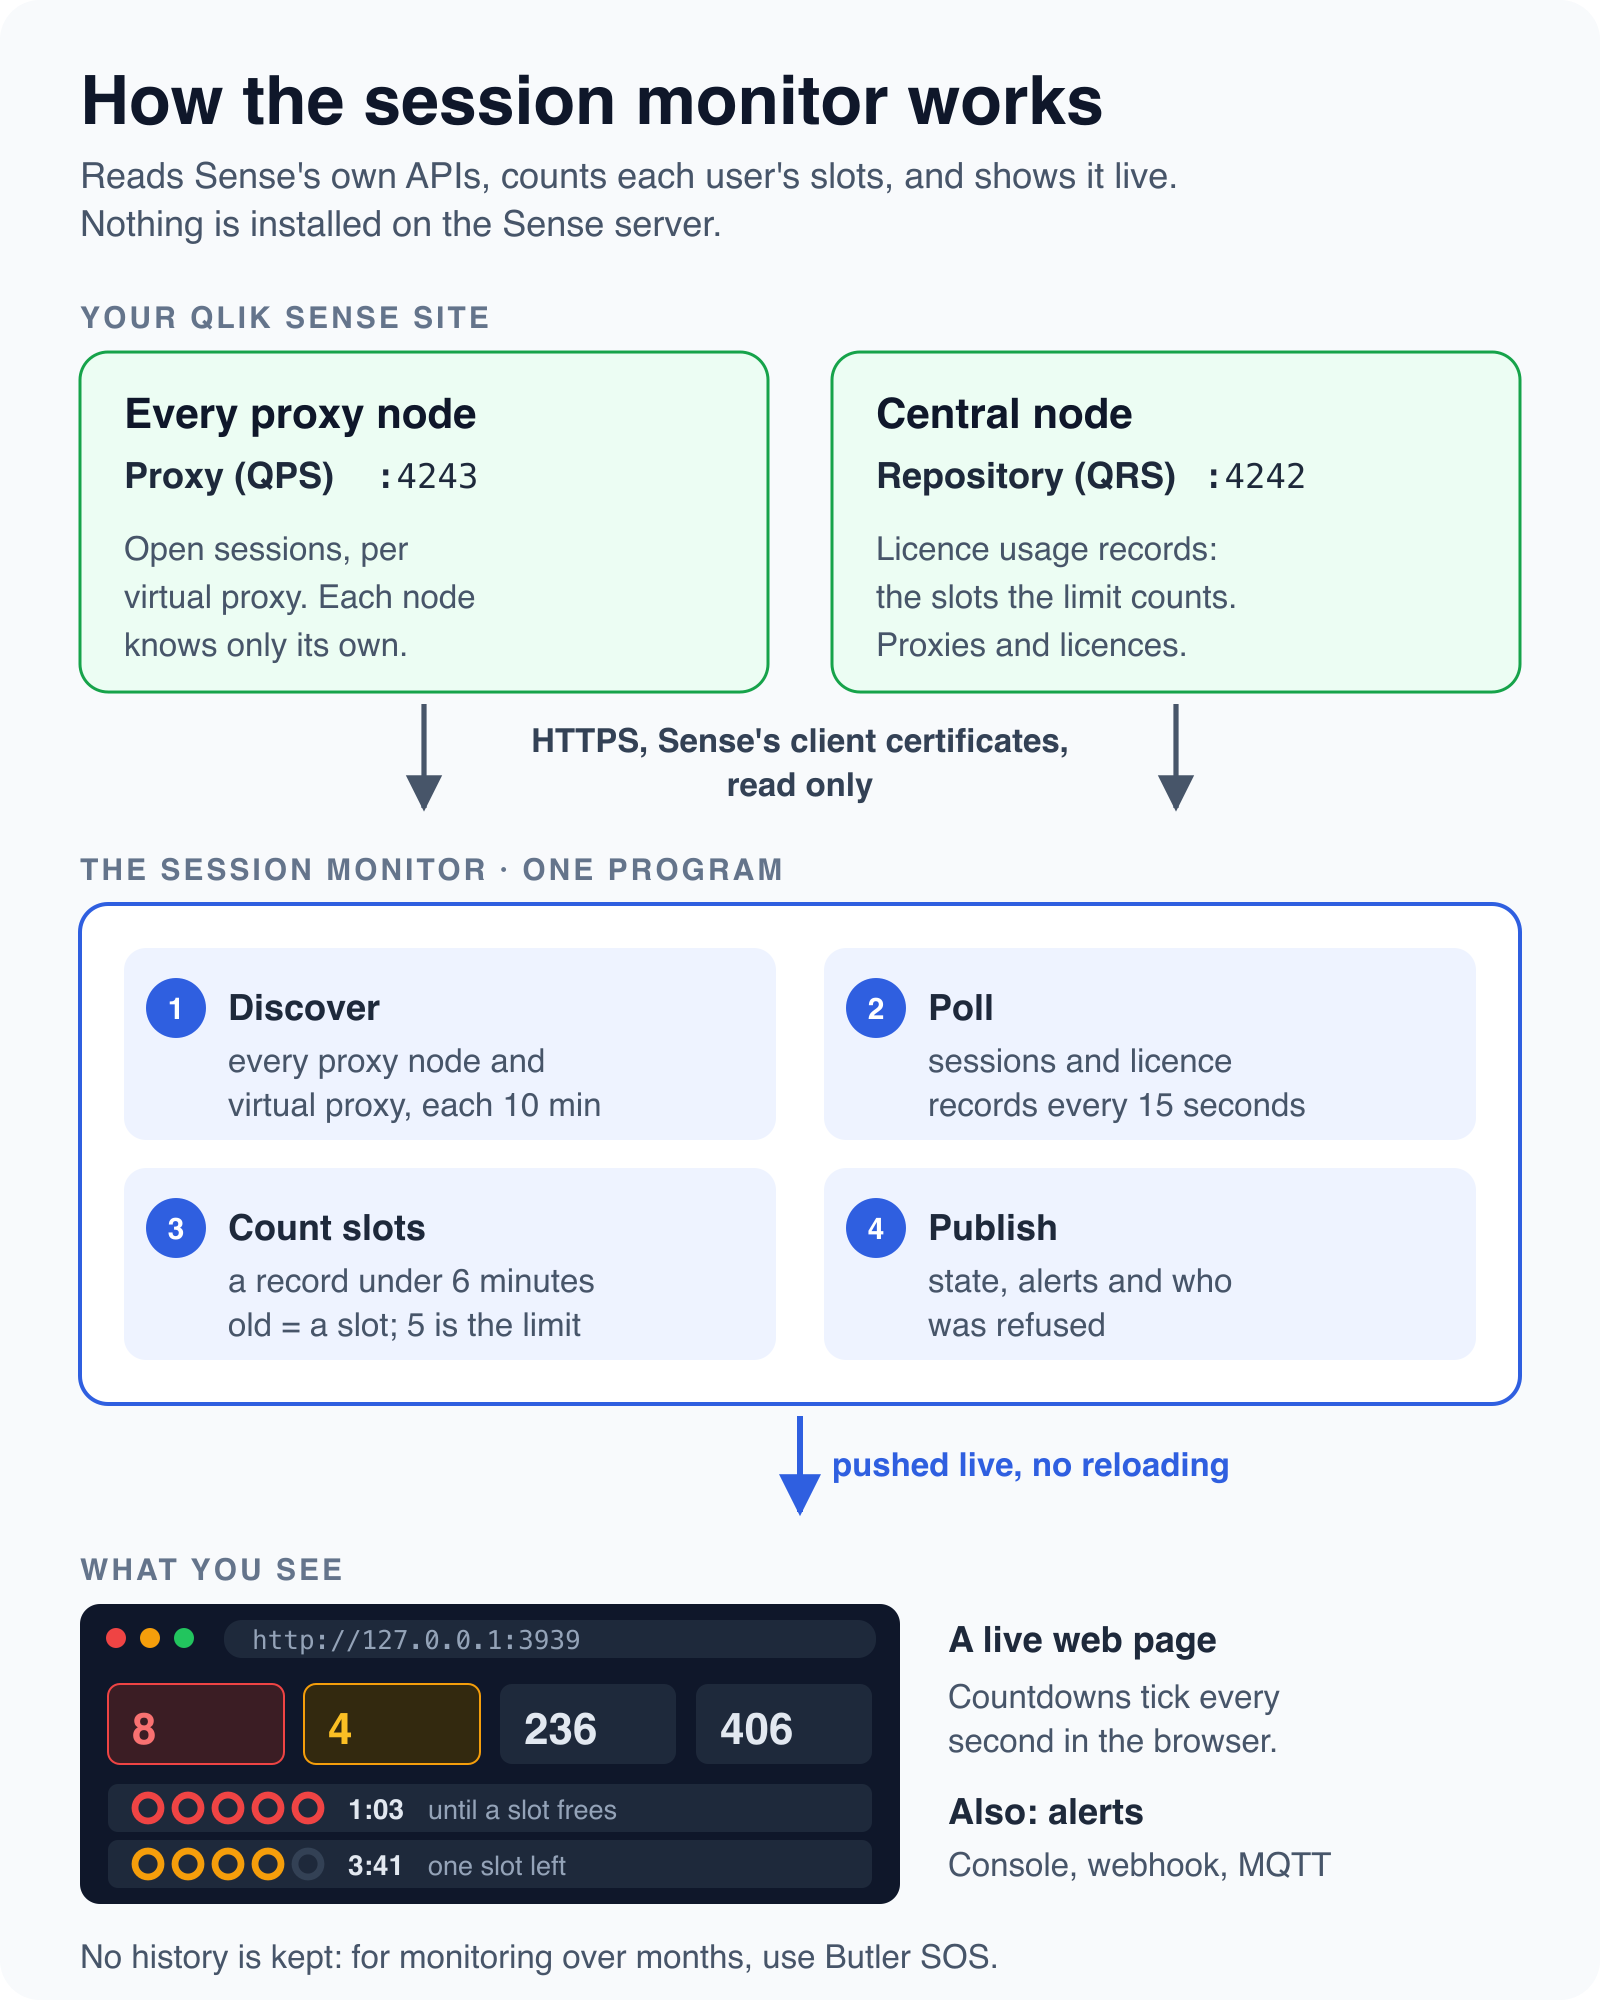 How the session monitor works
Reads Sense's own APIs, counts each user's slots, and shows it live.
Nothing is installed on the Sense server.
YOUR QLIK SENSE SITE
Every proxy node
Proxy (QPS) :4243
Open sessions, per
virtual proxy. Each node
knows only its own.
Central node
Repository (QRS) :4242
Licence usage records:
the slots the limit counts.
Proxies and licences.
HTTPS, Sense's client certificates,
read only
THE SESSION MONITOR · ONE PROGRAM
1 Discover
every proxy node and
virtual proxy, each 10 min
2 Poll
sessions and licence
records every 15 seconds
3 Count slots
a record under 6 minutes
old = a slot; 5 is the limit
4 Publish
state, alerts and who
was refused
pushed live, no reloading
WHAT YOU SEE
http://127.0.0.1:3939
8 4 236 406
1:03 until a slot frees
3:41 one slot left
A live web page
Countdowns tick every
second in the browser.
Also: alerts
Console, webhook, MQTT
No history is kept: for monitoring over months, use Butler SOS.